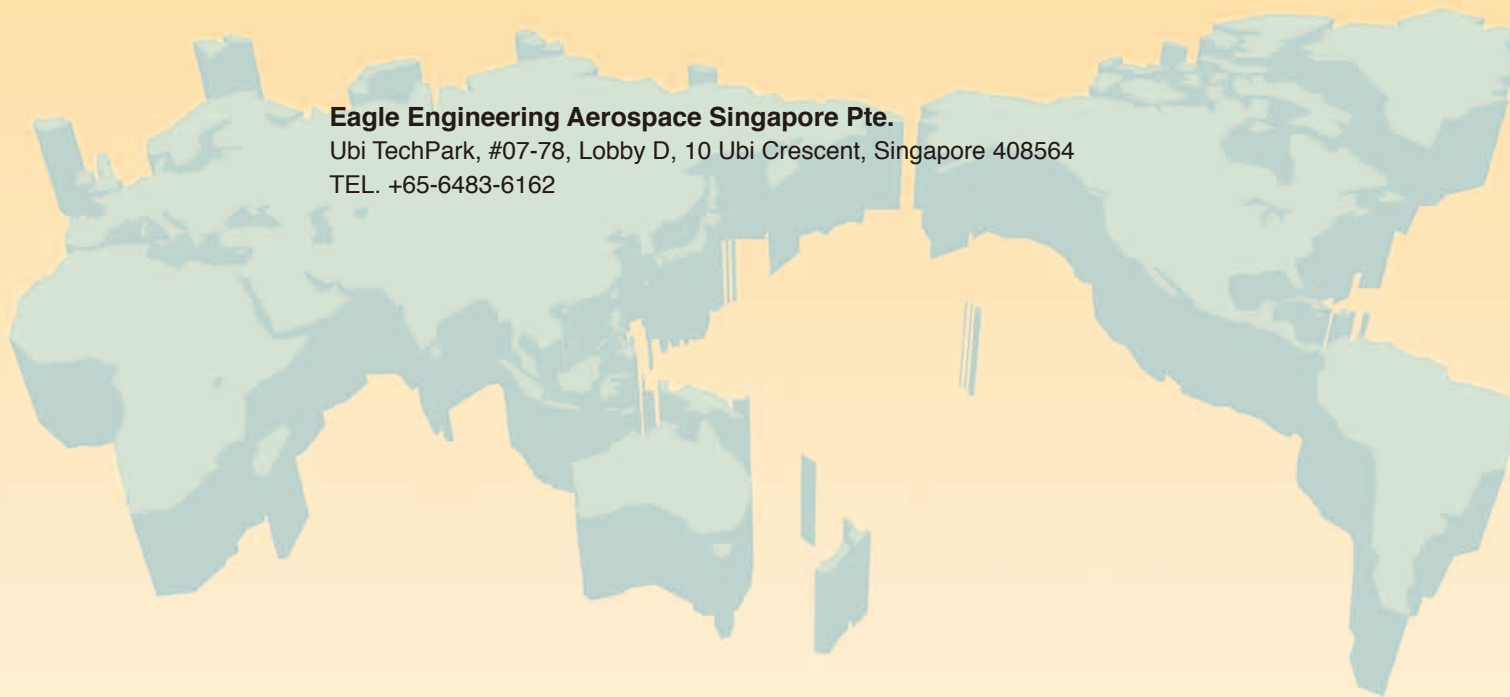 Eagle Engineering Aerospace Singapore Pte.
Ubi TechPark, #07-78, Lobby D, 10 Ubi Crescent, Singapore 408564
TEL. +65-6483-6162